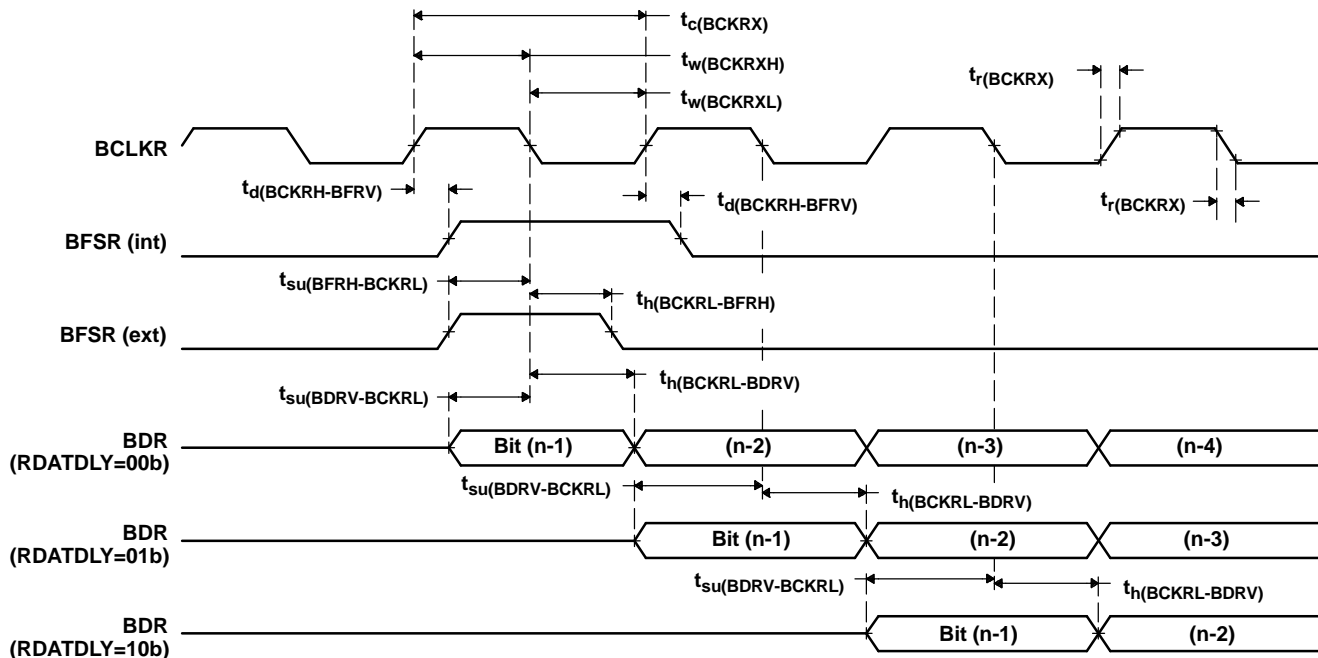 tc(BCKRX)
tw(BCKRXH)
tr(BCKRX)
tw(BCKRXL)
BCLKR
td(BCKRH-BFRV)
td(BCKRH-BFRV)
tr(BCKRX)
BFSR (int)
tsu(BFRH-BCKRL)
th(BCKRL-BFRH)
BFSR (ext)
th(BCKRL-BDRV)
tsu(BDRV-BCKRL)
BDR
(RDATDLY=00b)
Bit (n-1)
(n-2)
(n-3)
(n-4)
tsu(BDRV-BCKRL)
th(BCKRL-BDRV)
BDR
(RDATDLY=01b)
Bit (n-1)
(n-2)
(n-3)
tsu(BDRV-BCKRL)
th(BCKRL-BDRV)
BDR
(RDATDLY=10b)
Bit (n-1)
(n-2)